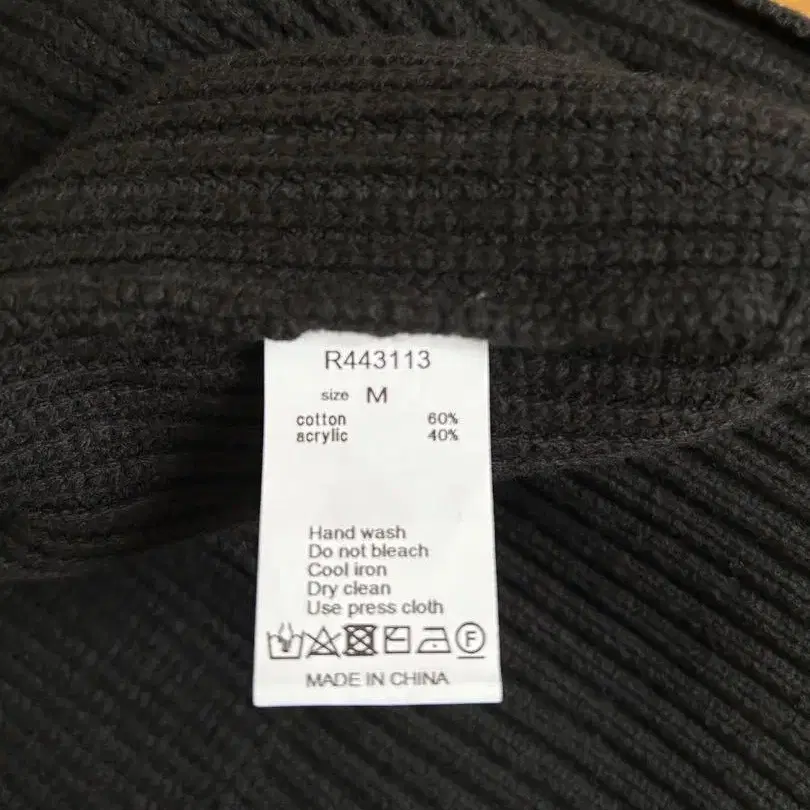 R443113
size M
cotton 60%
acrylic 40%
Hand wash
Do not bleach
Cool iron
Dry clean
Use press cloth
F
MADE IN CHINA